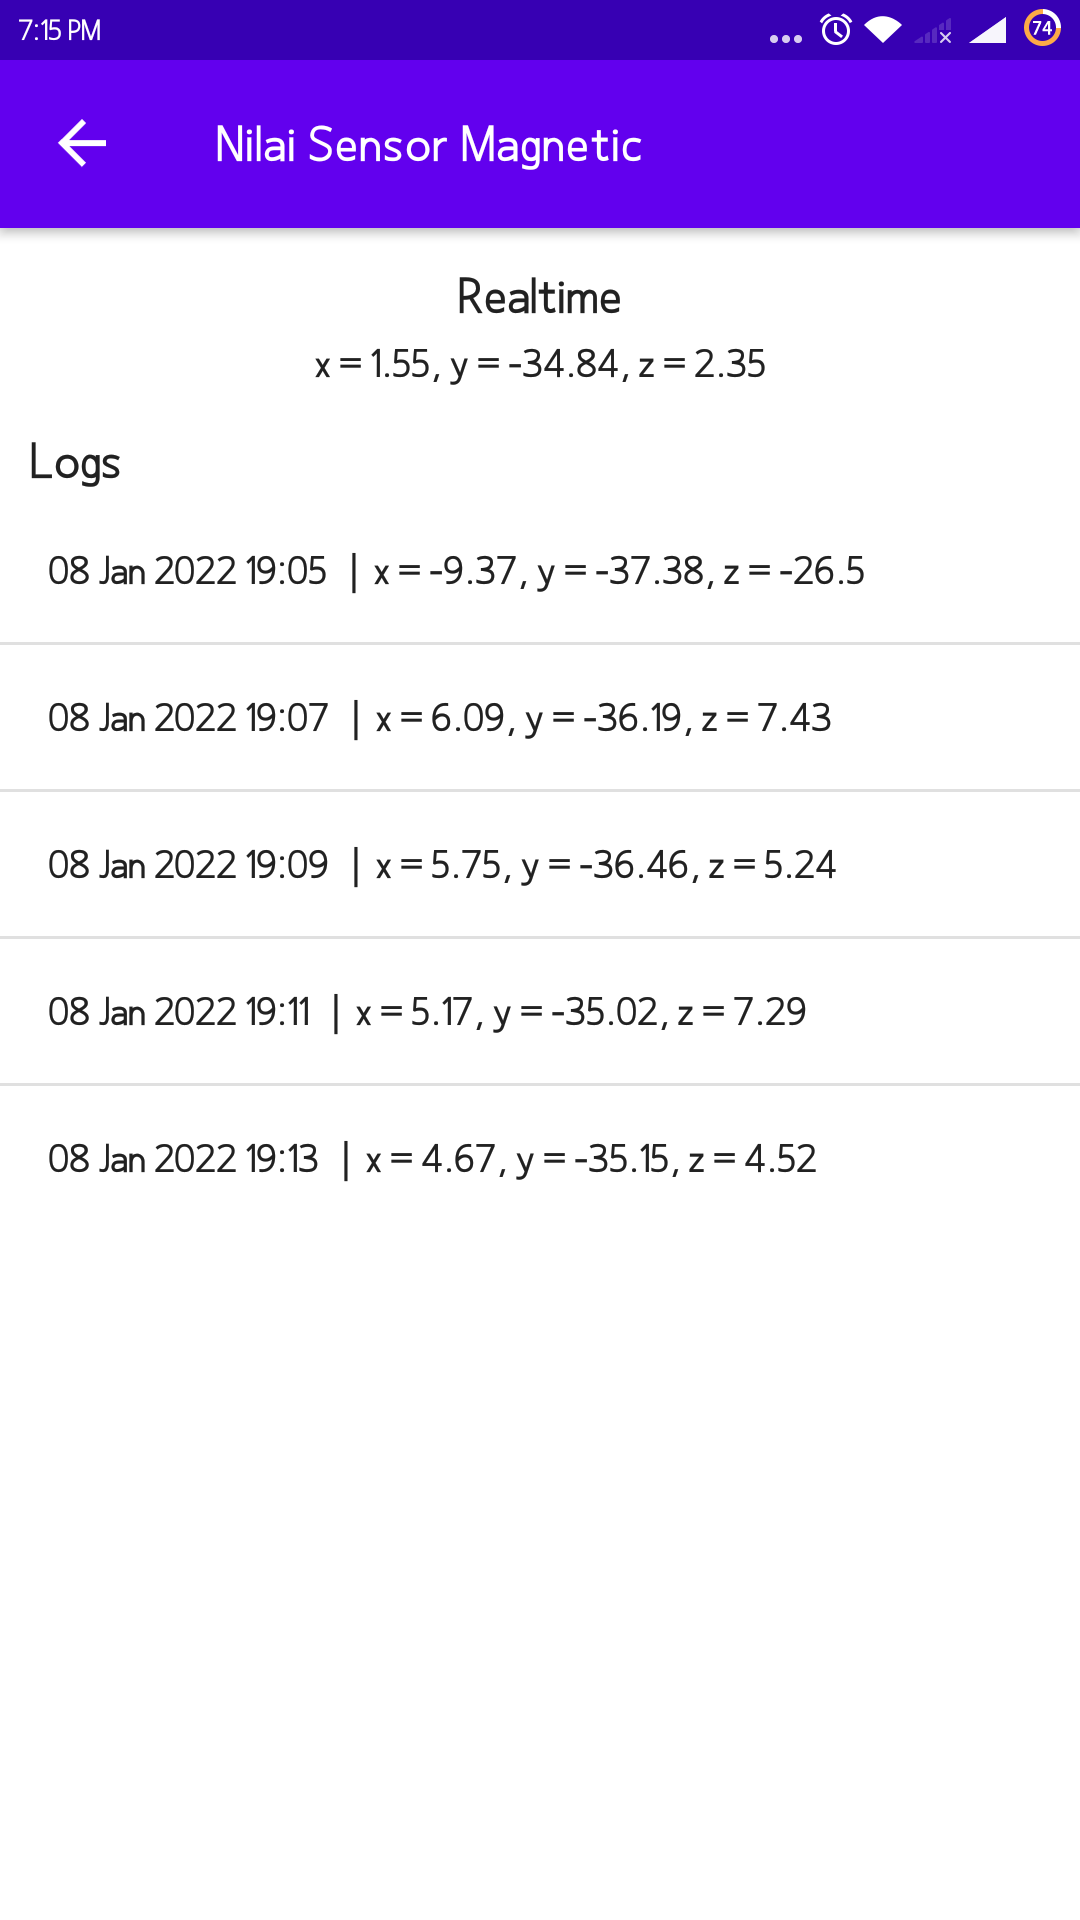 7:15 PM
74
Nilai Sensor Magnetic
Realtime
x = 1.55, y = -34.84, z = 2.35
Logs
08 Jan 2022 19:05 | x = -9.37, y = -37.38, z = -26.5
08 Jan 2022 19:07 | x = 6.09, y = -36.19, z = 7.43
08 Jan 2022 19:09 | x = 5.75, y = -36.46, z = 5.24
08 Jan 2022 19:11 | x = 5.17, y = -35.02, z = 7.29
08 Jan 2022 19:13 | x = 4.67, y = -35.15, z = 4.52